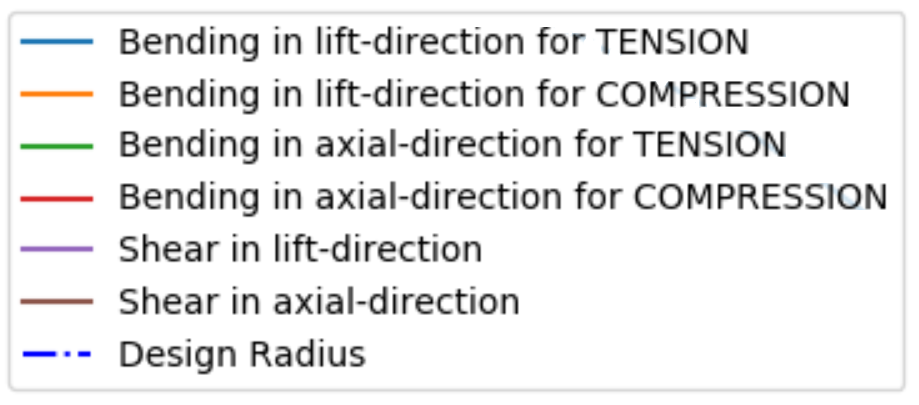 Bending in lift-direction for TENSION
Bending in lift-direction for COMPRESSION
Bending in axial-direction for TENSION
Bending in axial-direction for COMPRESSION
Shear in lift-direction
Shear in axial-direction
Design Radius